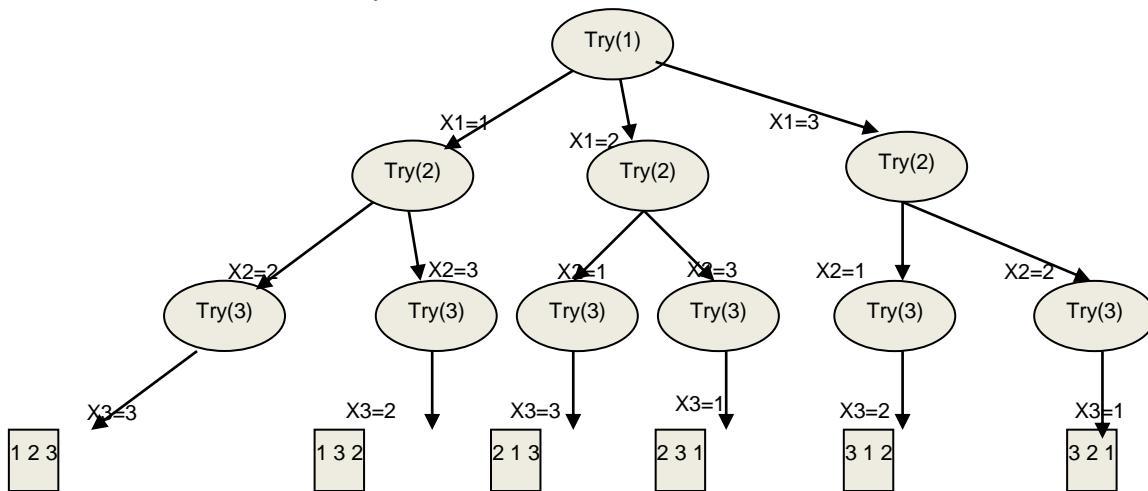 Try(1)
X1=1
X1=2
X1=3
Try(2)
Try(2)
Try(2)
X2=2
X2=3
X2=1
X2=3
X2=1
X2=2
Try(3)
Try(3)
Try(3)
Try(3)
Try(3)
Try(3)
X3=3
X3=2
X3=3
X3=1
X3=2
X3=1
1 2 3
1 3 2
2 1 3
2 3 1
3 1 2
3 2 1